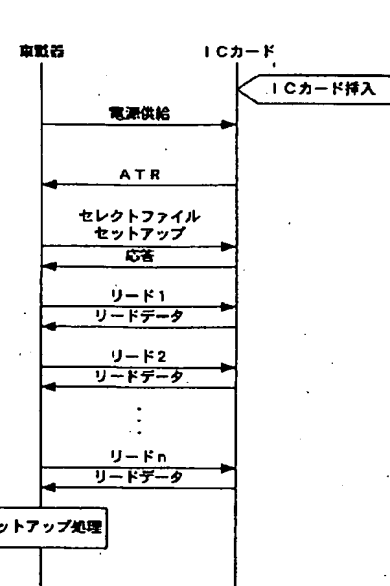 車載器 ICカード
ICカード挿入
電源供給
ATR
セレクトファイル
セットアップ
応答
リード1
リードデータ
リード2
リードデータ
リードn
リードデータ
ットアップ処理